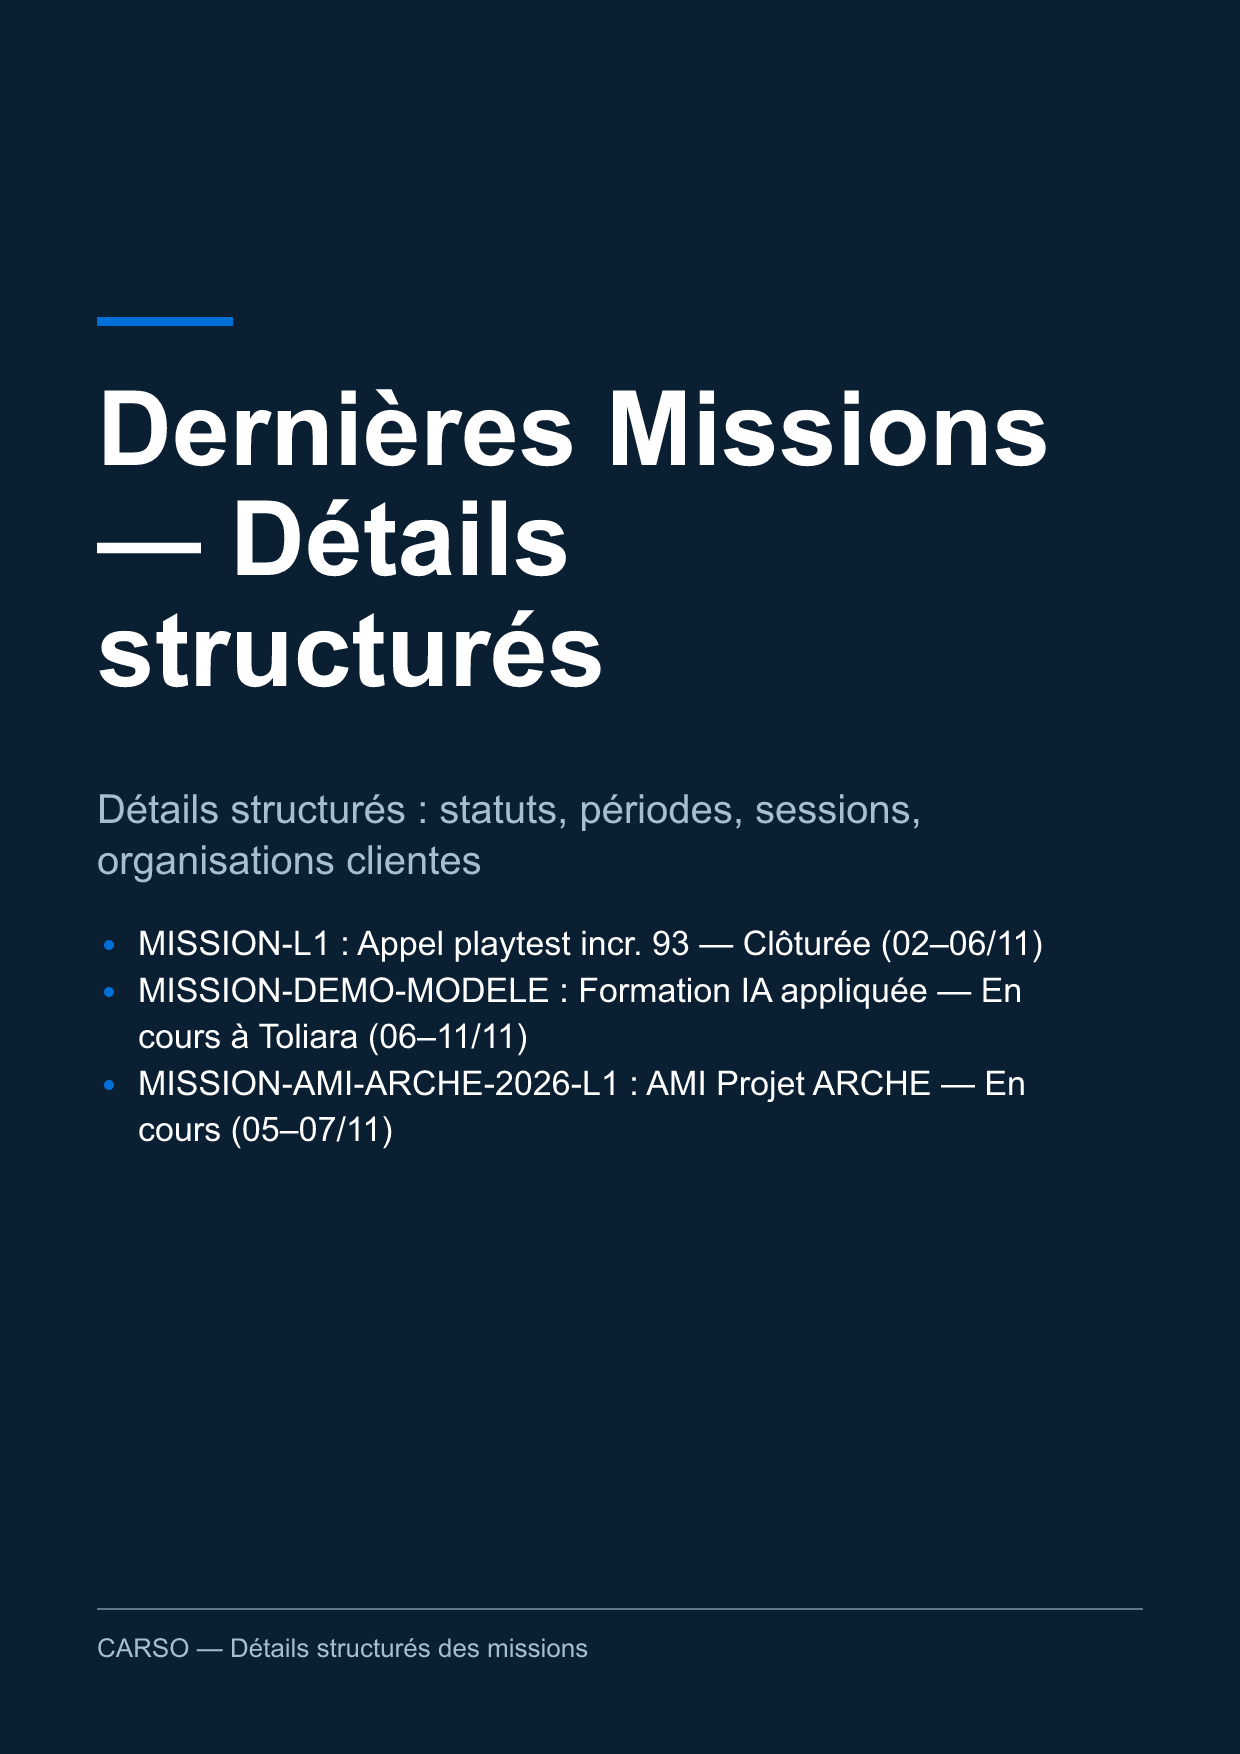 Dernières Missions
— Détails
structurés
Détails structurés : statuts, périodes, sessions,
organisations clientes
• MISSION-L1 : Appel playtest incr. 93 — Clôturée (02–06/11)
• MISSION-DEMO-MODELE : Formation IA appliquée — En
cours à Toliara (06–11/11)
• MISSION-AMI-ARCHE-2026-L1 : AMI Projet ARCHE — En
cours (05–07/11)
CARSO — Détails structurés des missions